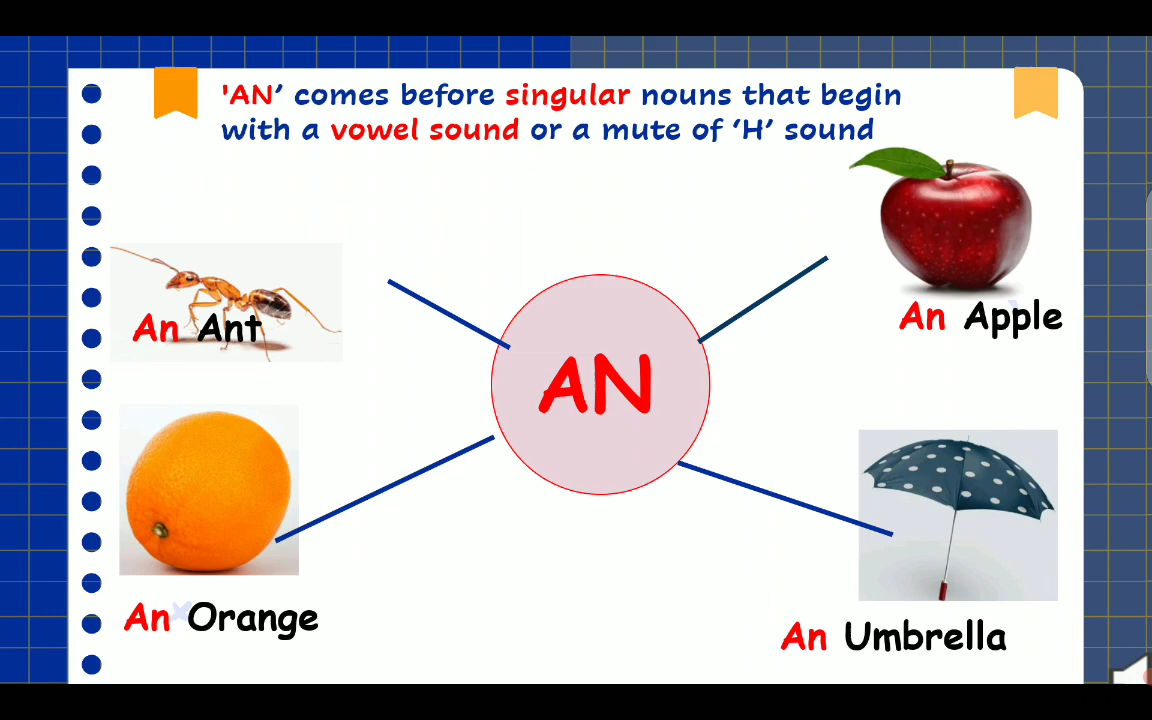 'AN’ comes before singular nouns that begin
with a vowel sound or a mute of ‘H’ sound
An Ant
An Apple
AN
An Orange
An Umbrella